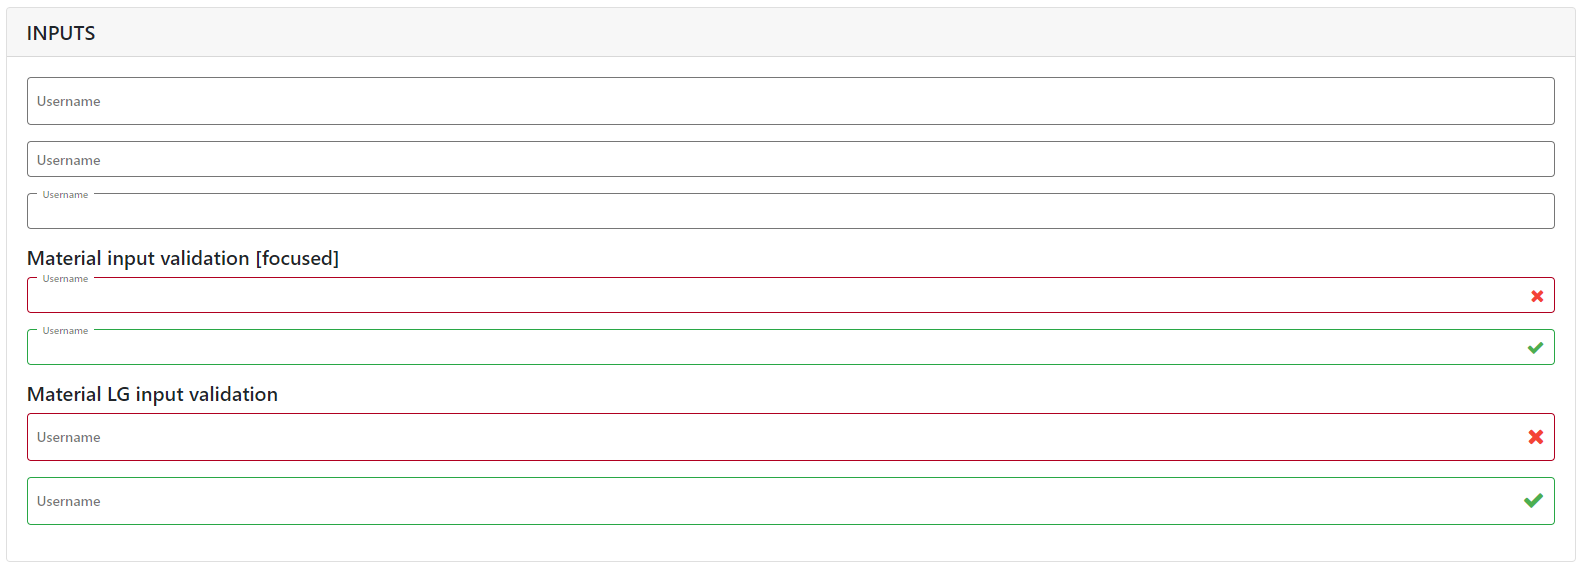 INPUTS
Username
Username
Username
Material input validation [focused]
Username
Username
Material LG input validation
Username
Username